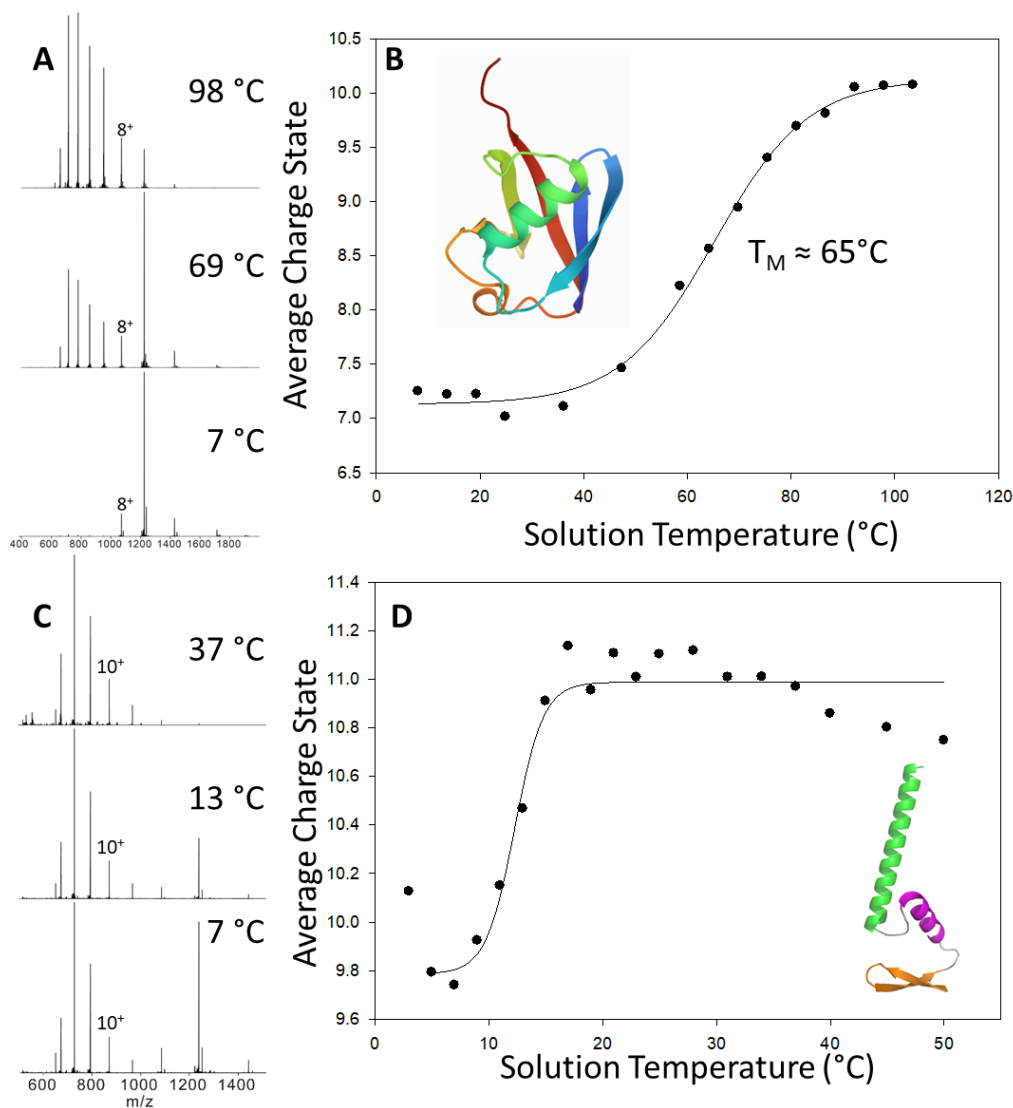 A
98 °C
8+
69 °C
8+
7 °C
8+
400 600 800 1000 1200 1400 1600 1800
B
10.5
10.0
9.5
9.0
8.5
8.0
7.5
7.0
6.5
Average Charge State
TM ≈ 65°C
0 20 40 60 80 100 120
Solution Temperature (°C)
C
37 °C
10+
13 °C
10+
7 °C
10+
600 800 1000 1200 1400
m/z
D
11.4
11.2
11.0
10.8
10.6
10.4
10.2
10.0
9.8
9.6
Average Charge State
0 10 20 30 40 50
Solution Temperature (°C)